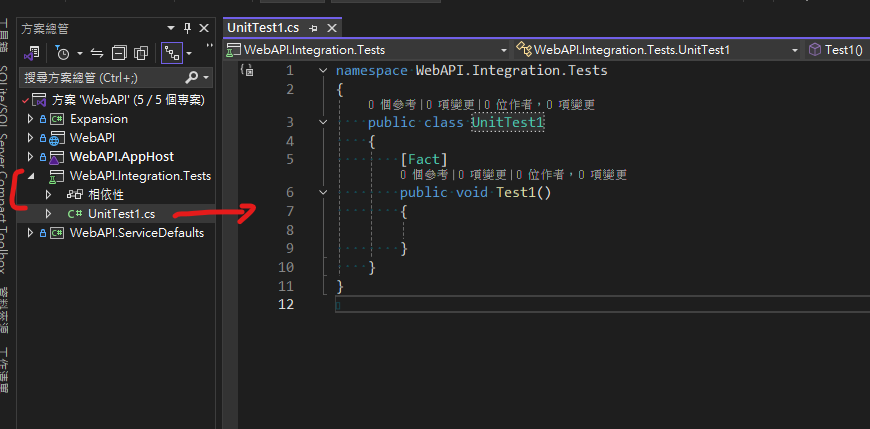 工具箱
SQLite/SQL Server Compact Toolbox
資料來源
工作清單
方案總管
搜尋方案總管 (Ctrl+;)
方案 'WebAPI' (5 / 5 個專案)
C# Expansion
WebAPI
WebAPI.AppHost
WebAPI.Integration.Tests
相依性
C# UnitTest1.cs
C# WebAPI.ServiceDefaults
UnitTest1.cs
WebAPI.Integration.Tests
WebAPI.Integration.Tests.UnitTest1
Test1()
1 namespace WebAPI.Integration.Tests
2 {
0 個參考 | 0 項變更 | 0 位作者，0 項變更
3 public class UnitTest1
4 {
5 [Fact]
0 個參考 | 0 項變更 | 0 位作者，0 項變更
6 public void Test1()
7 {
8
9 }
10 }
11 }
12